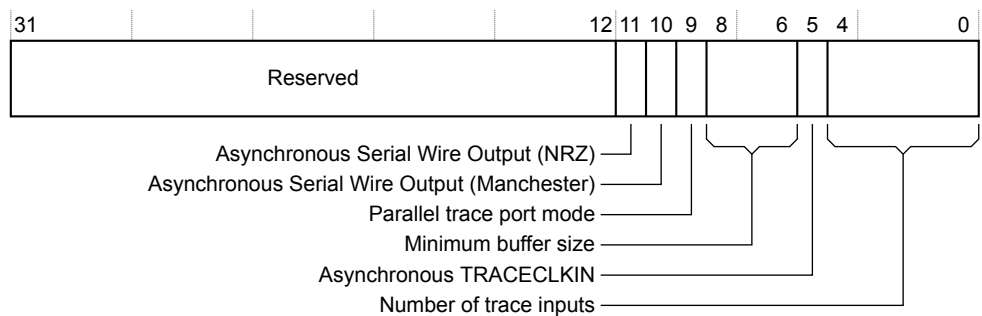 31 12 11 10 9 8 6 5 4 0
Reserved
Asynchronous Serial Wire Output (NRZ)
Asynchronous Serial Wire Output (Manchester)
Parallel trace port mode
Minimum buffer size
Asynchronous TRACECLKIN
Number of trace inputs